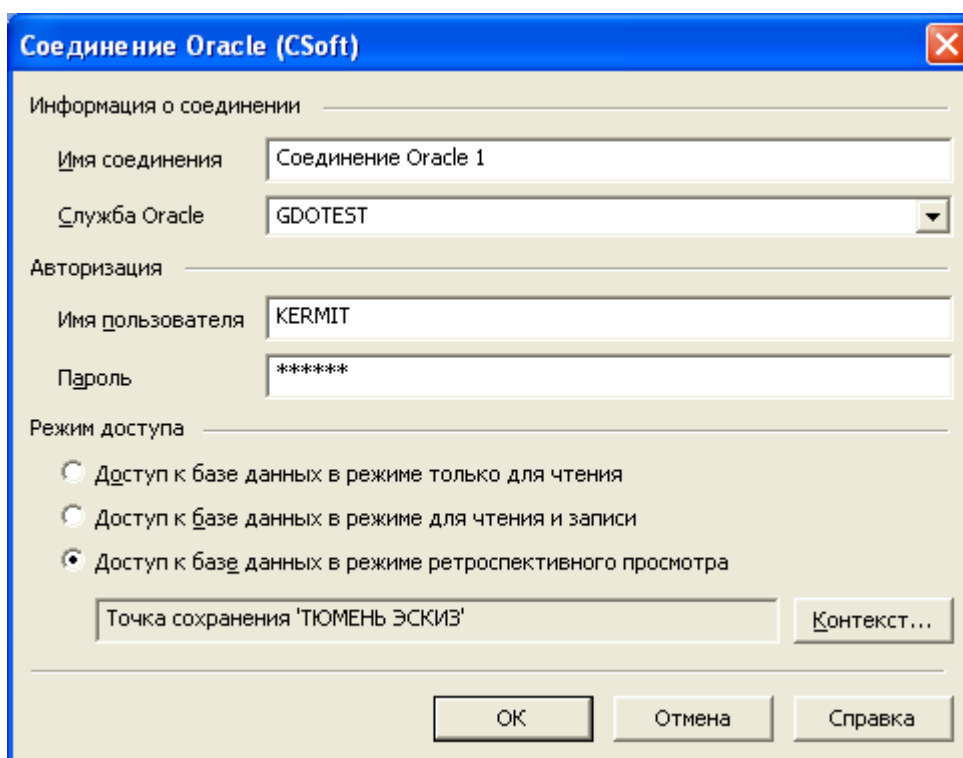 Соединение Oracle (CSoft)
Информация о соединении
Имя соединения Соединение Oracle 1
Служба Oracle GDOTEST
Авторизация
Имя пользователя KERMIT
Пароль ******
Режим доступа
Доступ к базе данных в режиме только для чтения
Доступ к базе данных в режиме для чтения и записи
Доступ к базе данных в режиме ретроспективного просмотра
Точка сохранения 'ТЮМЕНЬ ЭСКИЗ' Контекст...
ОК Отмена Справка